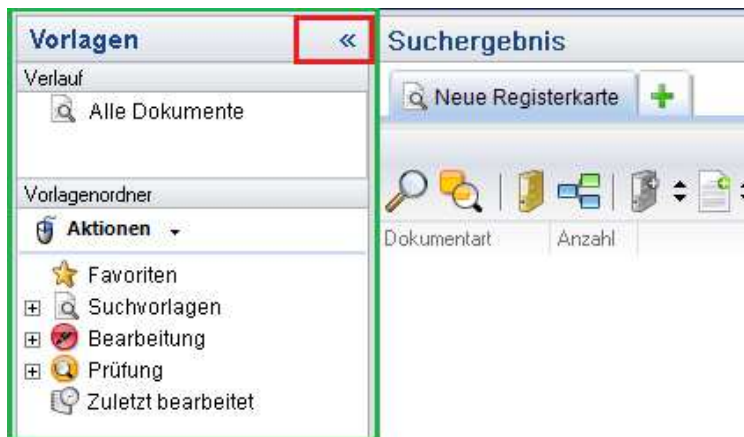 Vorlagen «
Verlauf
Alle Dokumente
Vorlagenordner
Aktionen
Favoriten
Suchvorlagen
Bearbeitung
Prüfung
Zuletzt bearbeitet
Suchergebnis
Neue Registerkarte
Dokumentart Anzahl